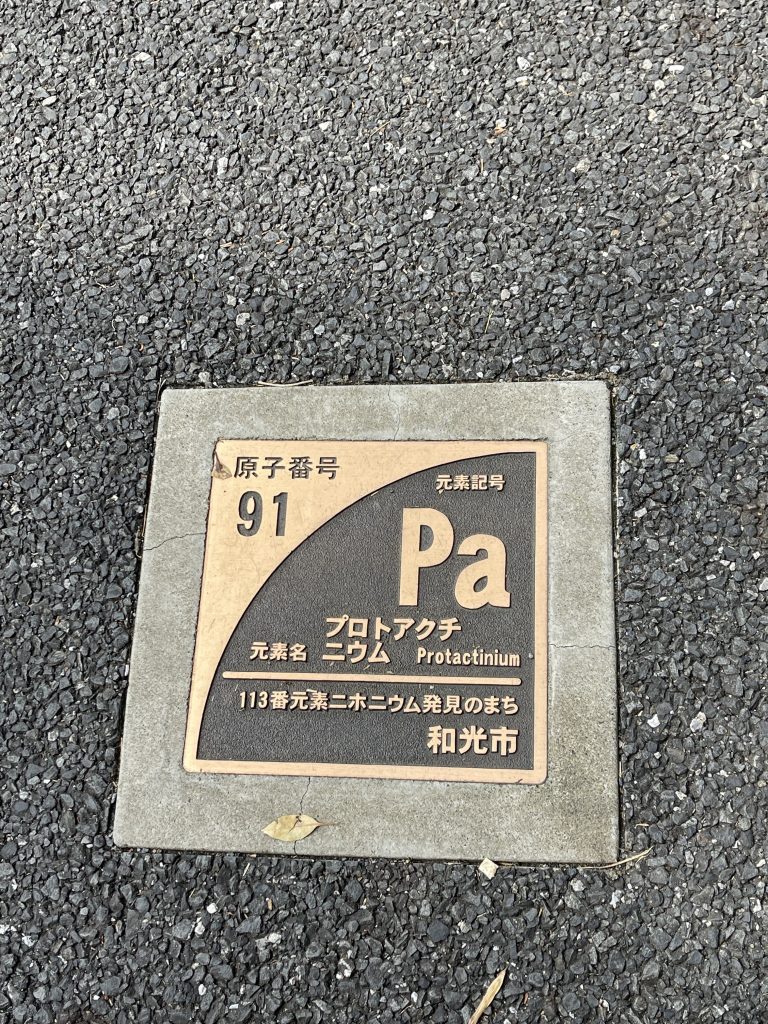 原子番号
91
元素記号
Pa
プロトアクチ
元素名 ニウム Protactinium
113番元素ニホニウム発見のまち
和光市